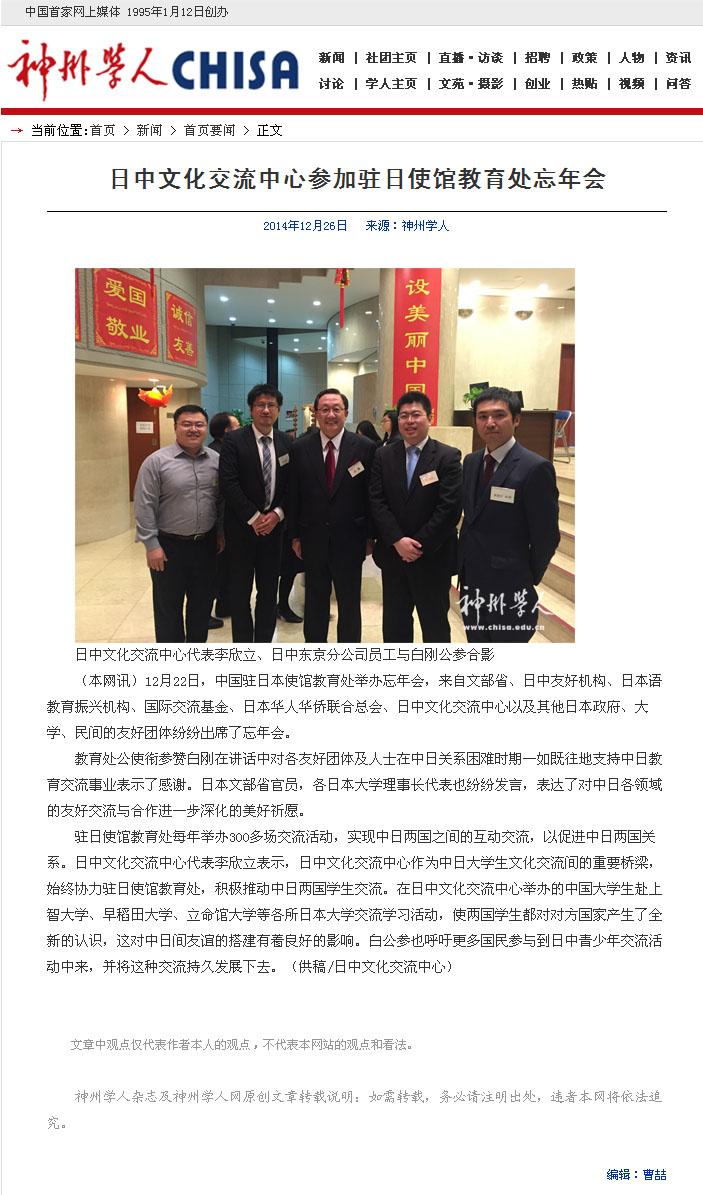 中国首家网上媒体 1995年1月12日创办
神州学人 CHISA
新闻 | 社团主页 | 直播·访谈 | 招聘 | 政策 | 人物 | 资讯
讨论 | 学人主页 | 文苑·摄影 | 创业 | 热贴 | 视频 | 问答
→ 当前位置:首页 > 新闻 > 首页要闻 > 正文
日中文化交流中心参加驻日使馆教育处忘年会
2014年12月26日 来源：神州学人
爱国
敬业
诚信
友善
设美丽中国
神州学人
www.chisa.edu.cn
日中文化交流中心代表李欣立、日中东京分公司员工与白刚公参合影
（本网讯）12月22日，中国驻日本使馆教育处举办忘年会，来自文部省、日中友好机构、日本语
教育振兴机构、国际交流基金、日本华人华侨联合总会、日中文化交流中心以及其他日本政府、大
学、民间的友好团体纷纷出席了忘年会。
教育处公使衔参赞白刚在讲话中对各友好团体及人士在中日关系困难时期一如既往地支持中日教
育交流事业表示了感谢。日本文部省官员，各日本大学理事长代表也纷纷发言，表达了对中日各领域
的友好交流与合作进一步深化的美好祈愿。
驻日使馆教育处每年举办300多场交流活动，实现中日两国之间的互动交流，以促进中日两国关
系。日中文化交流中心代表李欣立表示，日中文化交流中心作为中日大学生文化交流间的重要桥梁，
始终协力驻日使馆教育处，积极推动中日两国学生交流。在日中文化交流中心举办的中国大学生赴上
智大学、早稻田大学、立命馆大学等各所日本大学交流学习活动，使两国学生都对对方国家产生了全
新的认识，这对中日间友谊的搭建有着良好的影响。白公参也呼吁更多国民参与到日中青少年交流活
动中来，并将这种交流持久发展下去。（供稿/日中文化交流中心）
文章中观点仅代表作者本人的观点，不代表本网站的观点和看法。
神州学人杂志及神州学人网原创文章转载说明：如需转载，务必请注明出处，违者本网将依法追
究。
编辑：曹喆